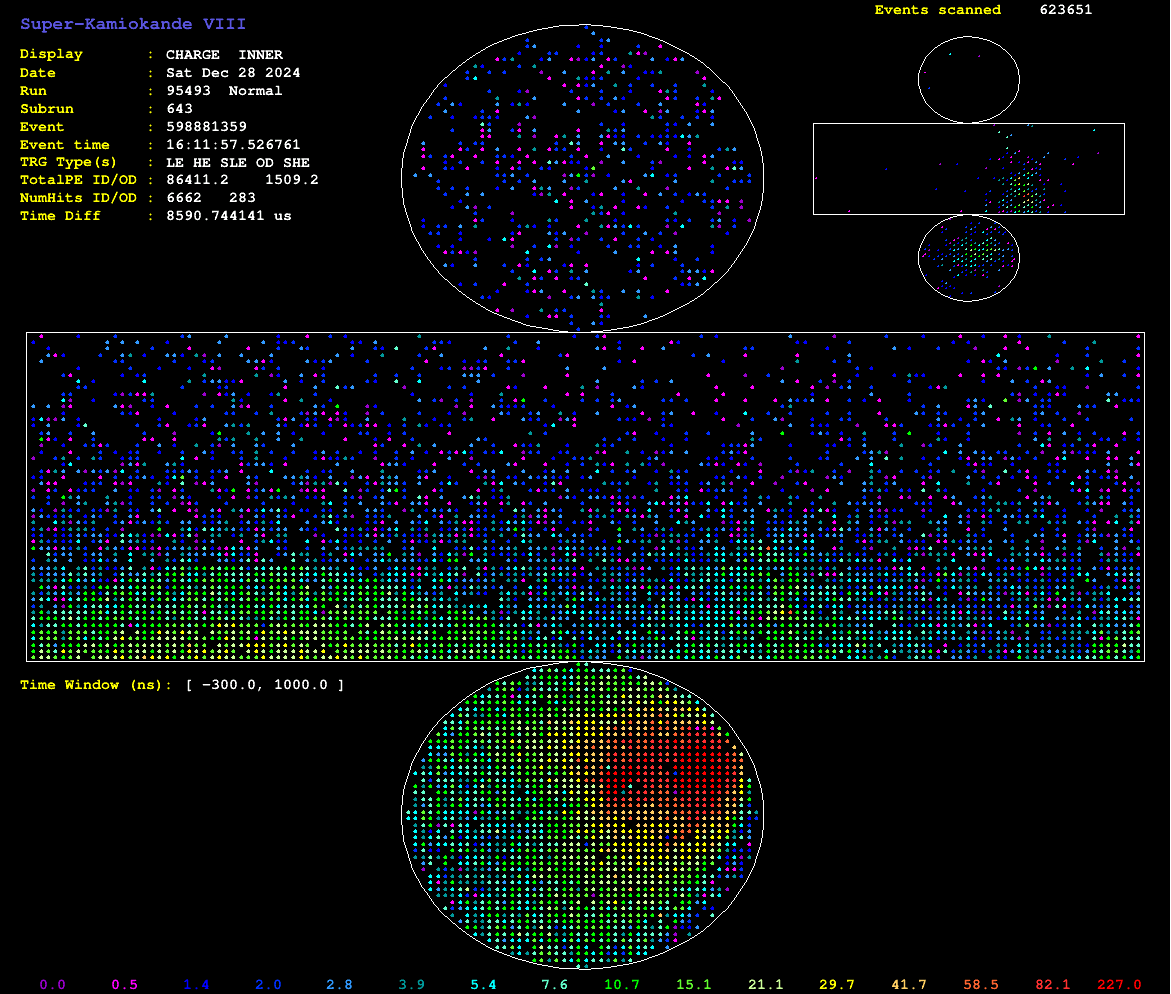 Super-Kamiokande VIII
Events scanned 623651
Display : CHARGE INNER
Date : Sat Dec 28 2024
Run : 95493 Normal
Subrun : 643
Event : 598881359
Event time : 16:11:57.526761
TRG Type(s) : LE HE SLE OD SHE
TotalPE ID/OD : 86411.2 1509.2
NumHits ID/OD : 6662 283
Time Diff : 8590.744141 us
Time Window (ns): [ −300.0, 1000.0 ]
0.0 0.5 1.4 2.0 2.8 3.9 5.4 7.6 10.7 15.1 21.1 29.7 41.7 58.5 82.1 227.0